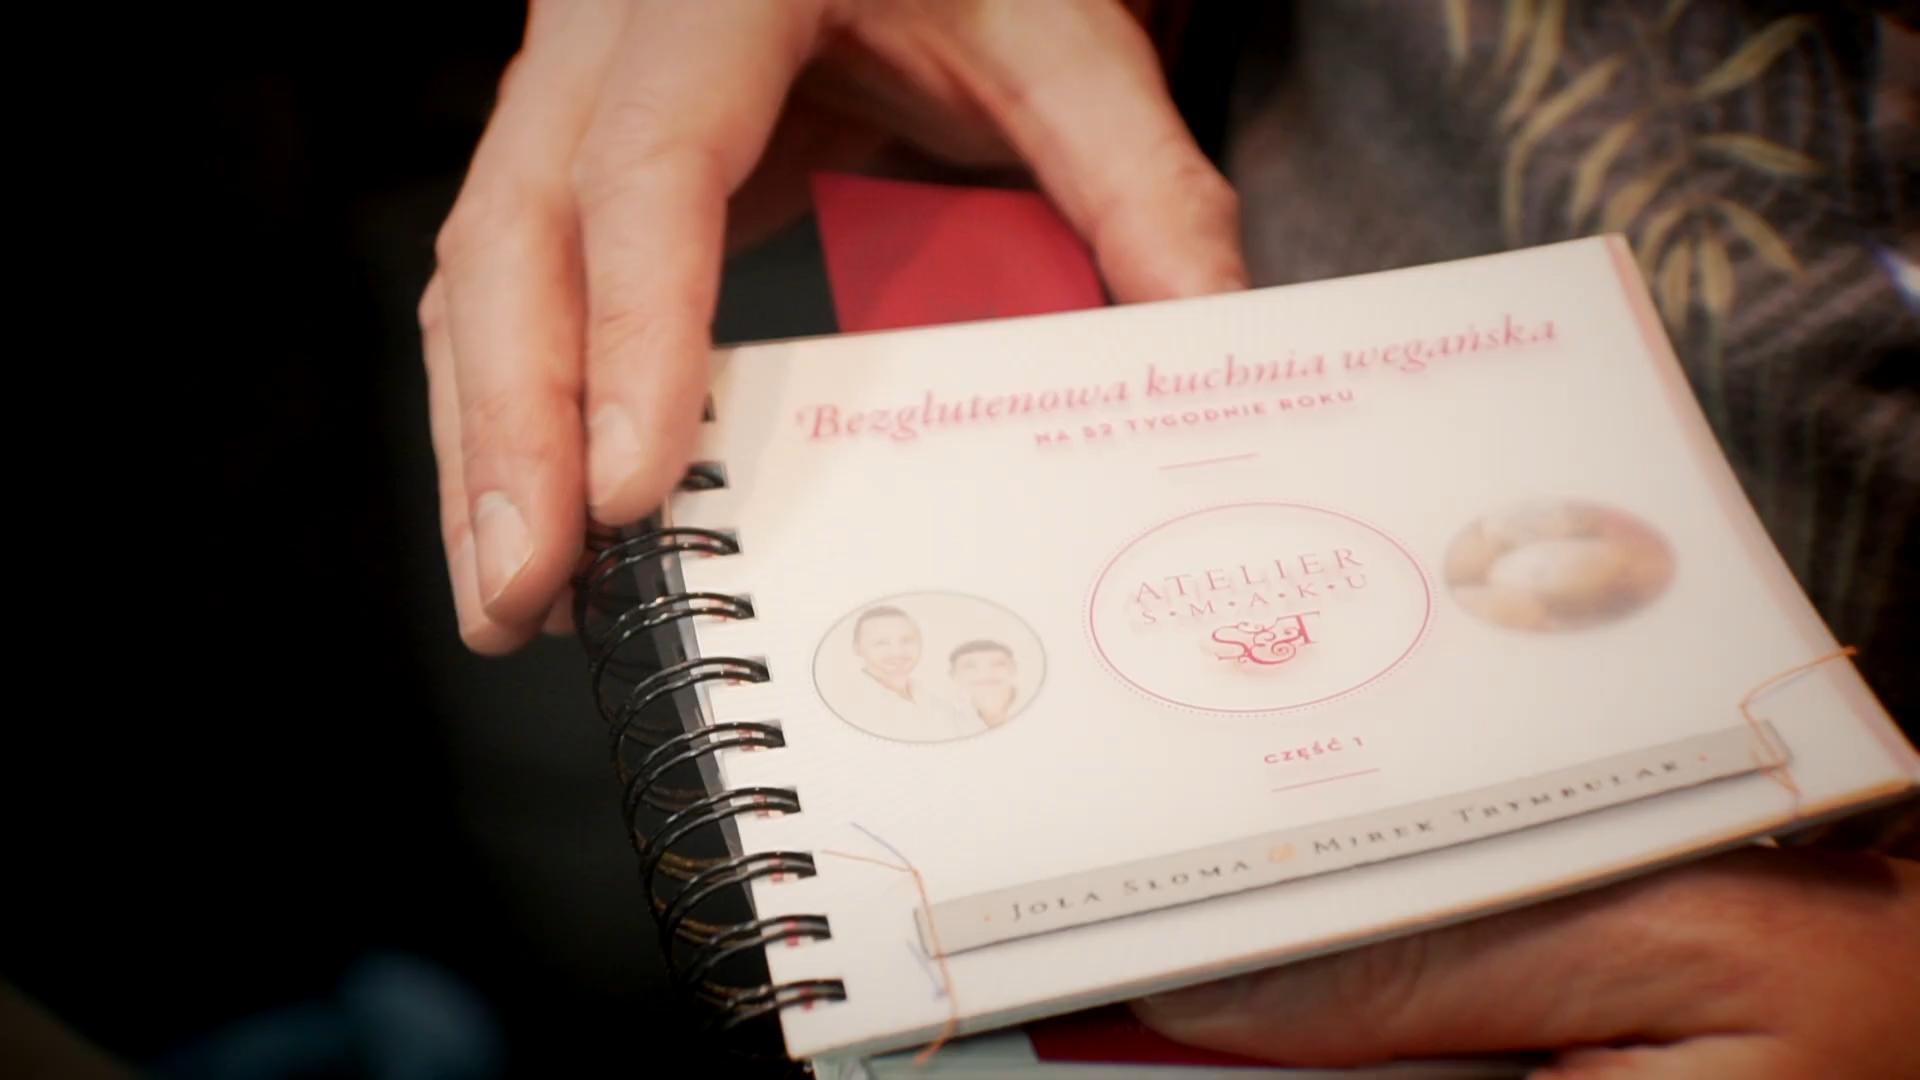 Bezglutenowa kuchnia wegańska
NA 52 TYGODNIE ROKU
ATELIER
S•M•A•K•U
S&T
CZĘŚĆ 1
• JOLA SŁOMA & MIREK TRYMBULAK •